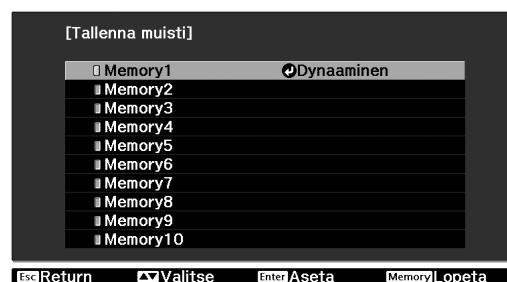 [Tallenna muisti]
Memory1 Dynaaminen
Memory2
Memory3
Memory4
Memory5
Memory6
Memory7
Memory8
Memory9
Memory10
Esc Return Valitse Enter Aseta Memory Lopeta